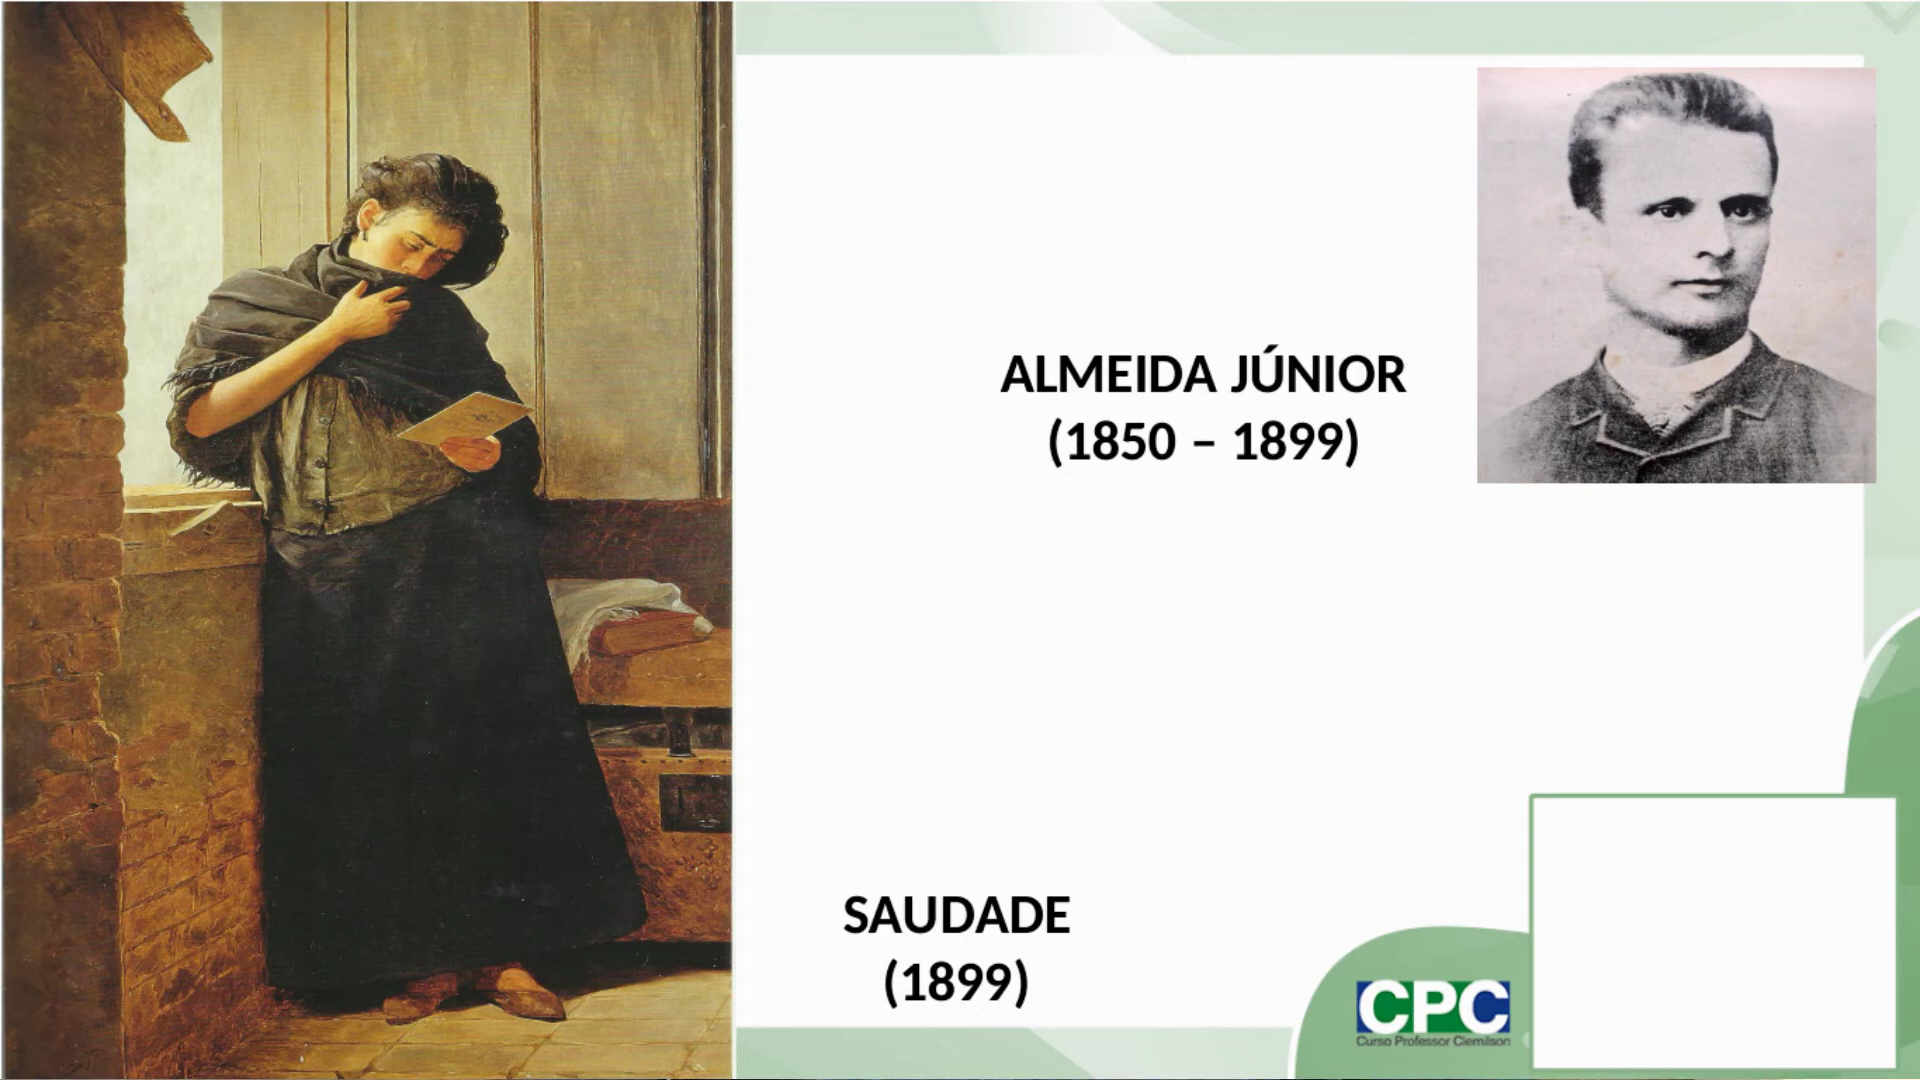 ALMEIDA JÚNIOR
(1850 – 1899)
SAUDADE
(1899)
CPC
Curso Professor Clemilson